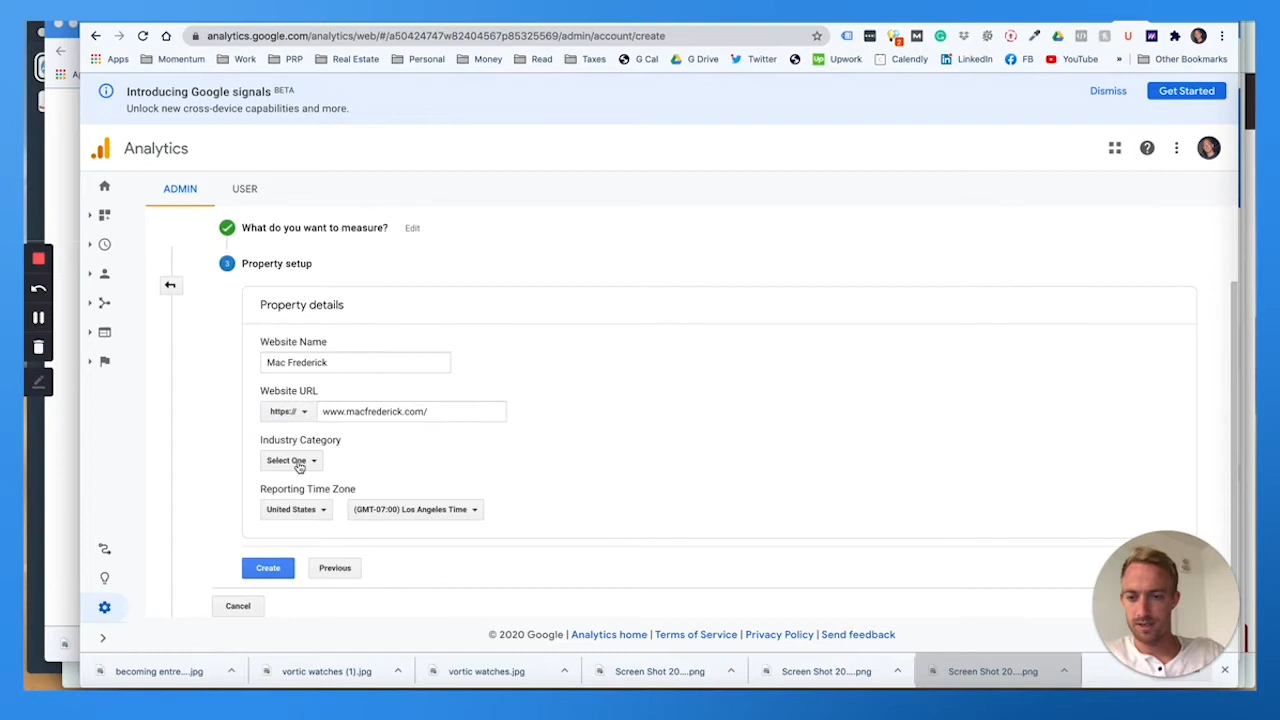 analytics.google.com/analytics/web/#/a50424747w82404567p85325569/admin/account/create
Apps Momentum Work PRP Real Estate Personal Money Read Taxes G Cal G Drive Twitter Upwork Calendly LinkedIn FB YouTube » Other Bookmarks
Introducing Google signals BETA
Dismiss Get Started
Unlock new cross-device capabilities and more.
Analytics
ADMIN USER
What do you want to measure? Edit
3 Property setup
Property details
Website Name
Mac Frederick
Website URL
https:// www.macfrederick.com/
Industry Category
Select One
Reporting Time Zone
United States (GMT-07:00) Los Angeles Time
Create Previous
Cancel
© 2020 Google | Analytics home | Terms of Service | Privacy Policy | Send feedback
becoming entre....jpg vortic watches (1).jpg vortic watches.jpg Screen Shot 20....png Screen Shot 20....png Screen Shot 20....png